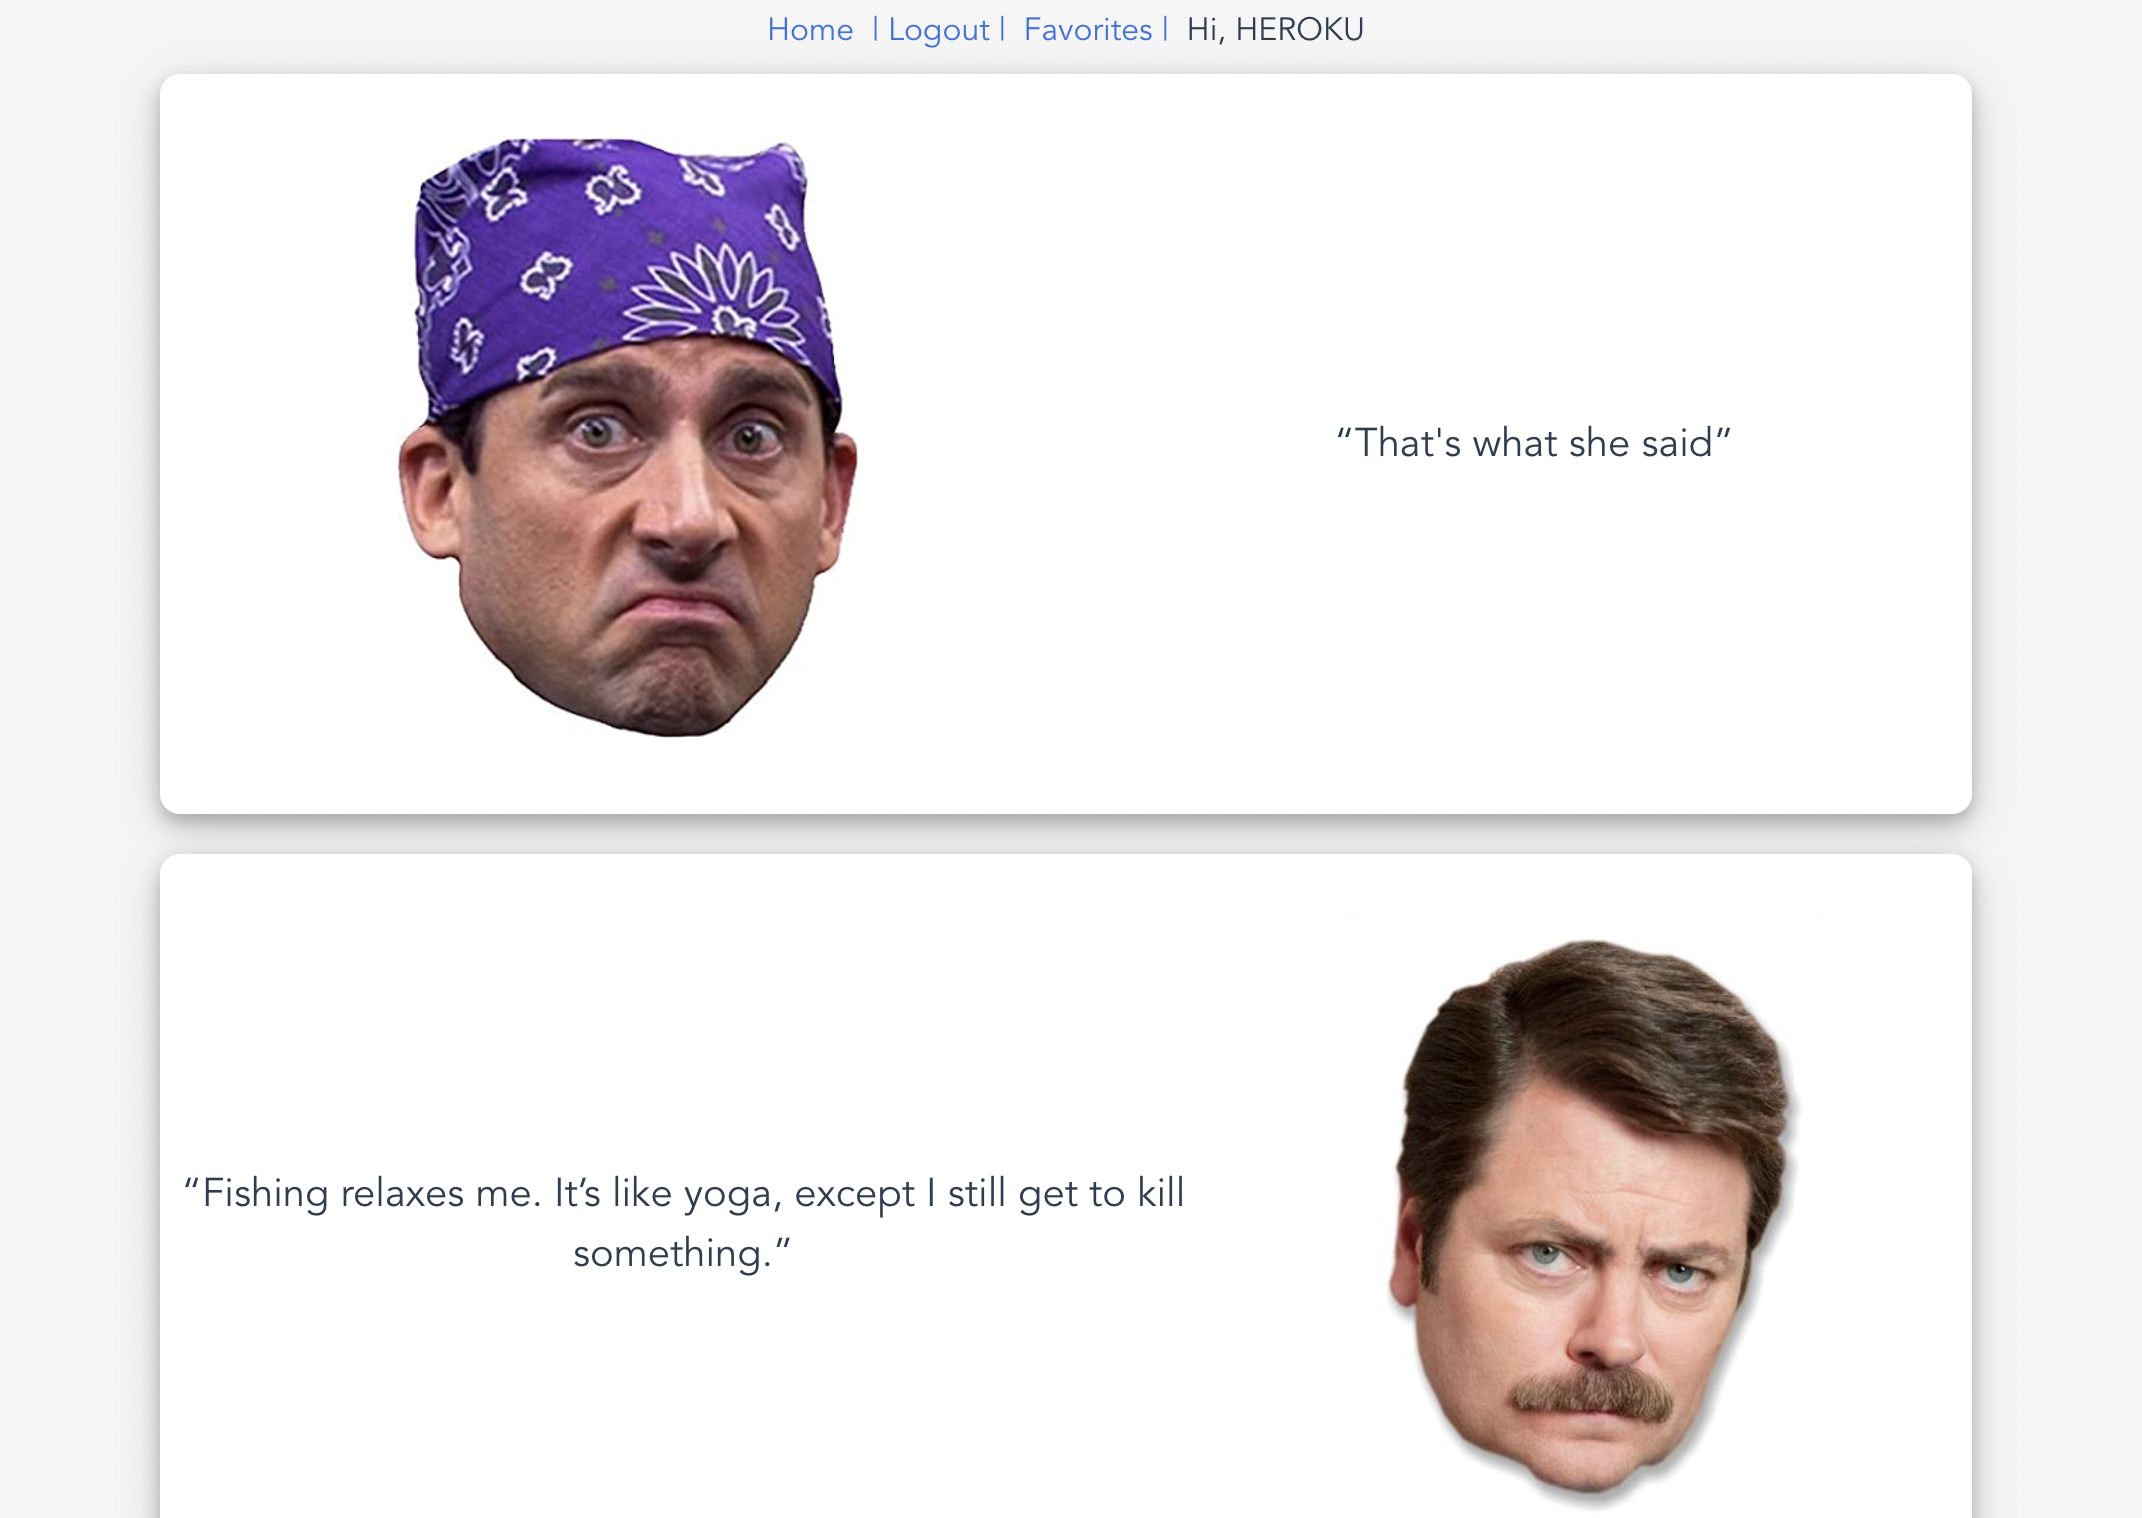 Home | Logout | Favorites | Hi, HEROKU
“That's what she said”
“Fishing relaxes me. It’s like yoga, except I still get to kill
something.”